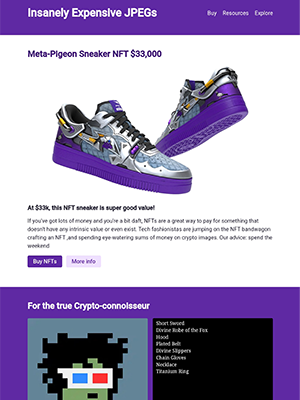 Insanely Expensive JPEGs
Buy Resources Explore
Meta-Pigeon Sneaker NFT $33,000
At $33k, this NFT sneaker is super good value!
If you've got lots of money and you're a bit daft, NFTs are a great way to pay for something that
doesn't have any intrinsic value or even exist. Tech fashionistas are jumping on the NFT bandwagon
crafting an NFT ,and spending eye-watering sums of money on crypto images. Our advice: spend the
weekend
Buy NFTs
More info
For the true Crypto-connoisseur
Short Sword
Divine Robe of the Fox
Hood
Plated Belt
Divine Slippers
Chain Gloves
Necklace
Titanium Ring